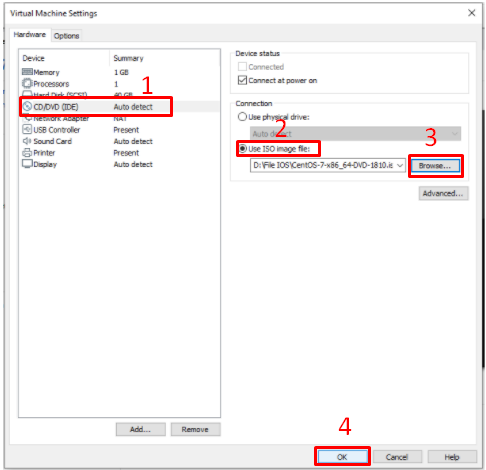 Virtual Machine Settings
Hardware Options
Device Summary
Memory 1 GB
Processors 1
Hard Disk (SCSI) 40 GB
CD/DVD (IDE) Auto detect
Network Adapter NAT
USB Controller Present
Sound Card Auto detect
Printer Present
Display Auto detect
1
Add... Remove
Device status
Connected
Connect at power on
Connection
Use physical drive:
Auto detect
2
Use ISO image file:
3
D:\File IOS\CentOS-7-x86_64-DVD-1810.is
Browse...
Advanced...
4
OK Cancel Help